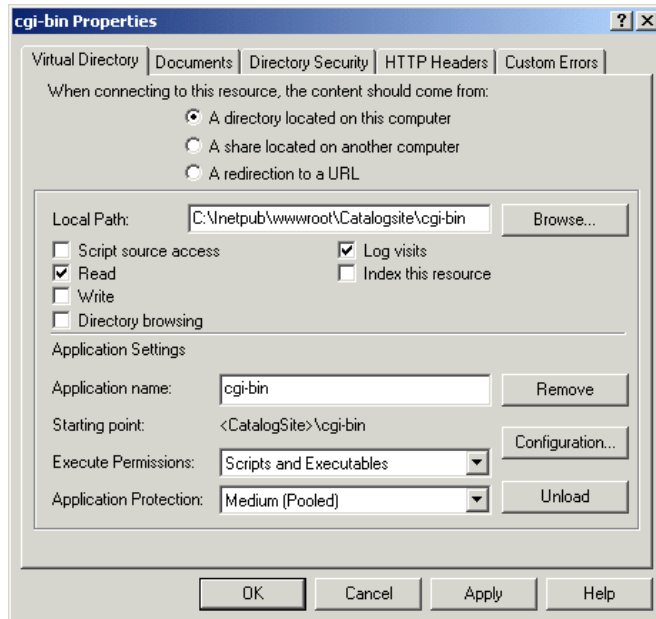 cgi-bin Properties
Virtual Directory Documents Directory Security HTTP Headers Custom Errors
When connecting to this resource, the content should come from:
A directory located on this computer
A share located on another computer
A redirection to a URL
Local Path: C:\Inetpub\wwwroot\Catalogsite\cgi-bin Browse...
Script source access Log visits
Read Index this resource
Write
Directory browsing
Application Settings
Application name: cgi-bin Remove
Starting point: <CatalogSite>\cgi-bin
Configuration...
Execute Permissions: Scripts and Executables
Application Protection: Medium (Pooled) Unload
OK Cancel Apply Help